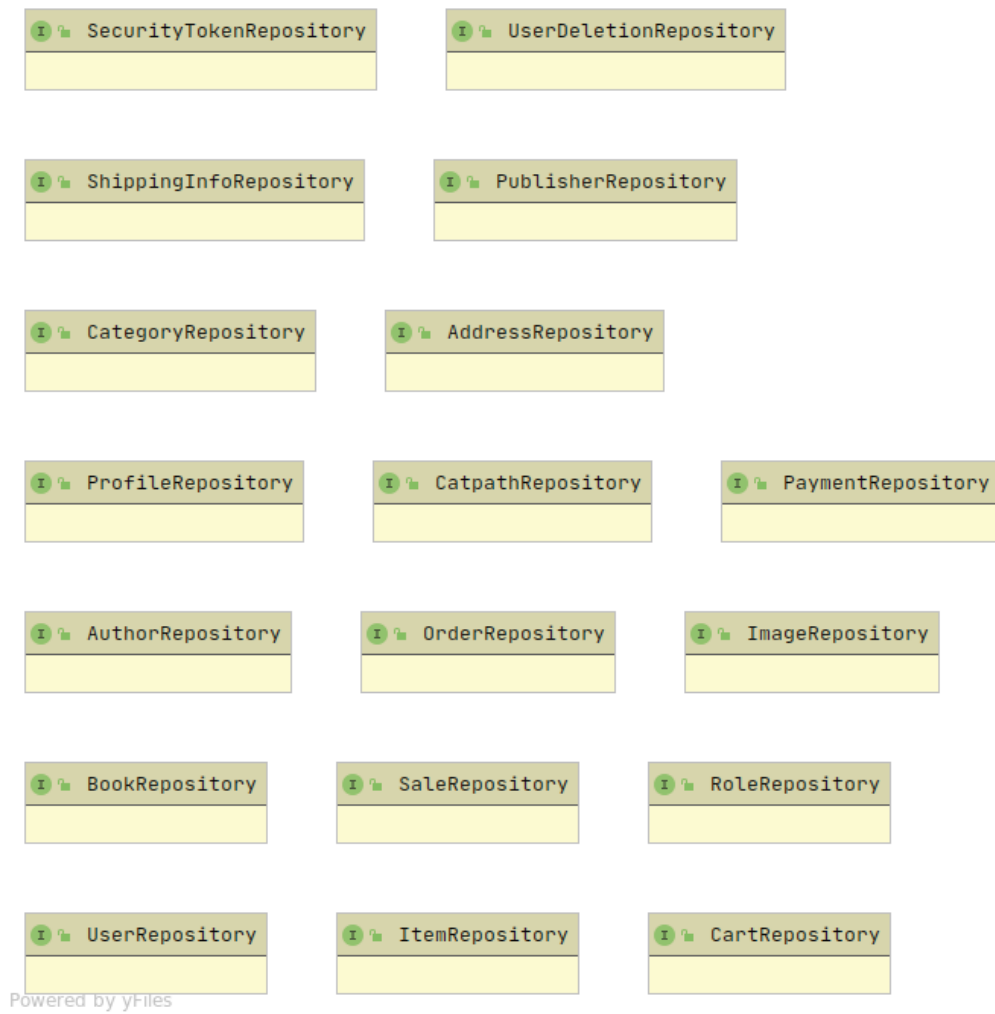 SecurityTokenRepository UserDeletionRepository
ShippingInfoRepository PublisherRepository
CategoryRepository AddressRepository
ProfileRepository CatpathRepository PaymentRepository
AuthorRepository OrderRepository ImageRepository
BookRepository SaleRepository RoleRepository
UserRepository ItemRepository CartRepository
Powered by yFiles